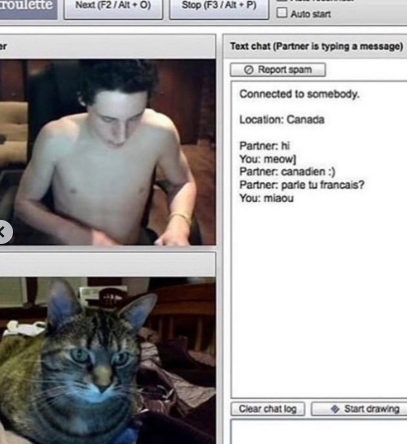 roulette
Next (F2 / Alt + O)
Stop (F3 / Alt + P)
Auto start
er
Text chat (Partner is typing a message)
Report spam
Connected to somebody.
Location: Canada
Partner: hi
You: meow]
Partner: canadien :)
Partner: parle tu francais?
You: miaou
Clear chat log
Start drawing